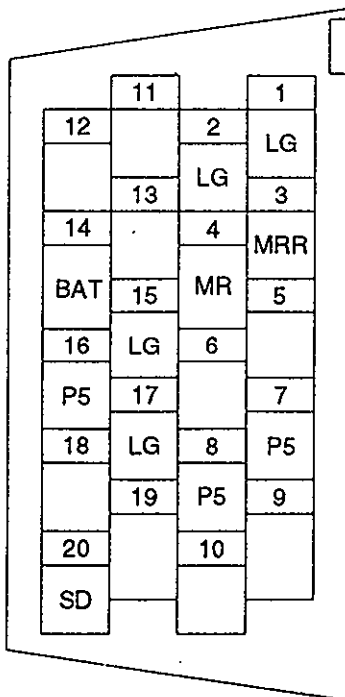 11 1
12 2
LG
LG
13 3
14 4
MRR
BAT MR
15 5
LG
16 6
P5 17 7
LG P5
18 8
19 P5 9
20 10
SD